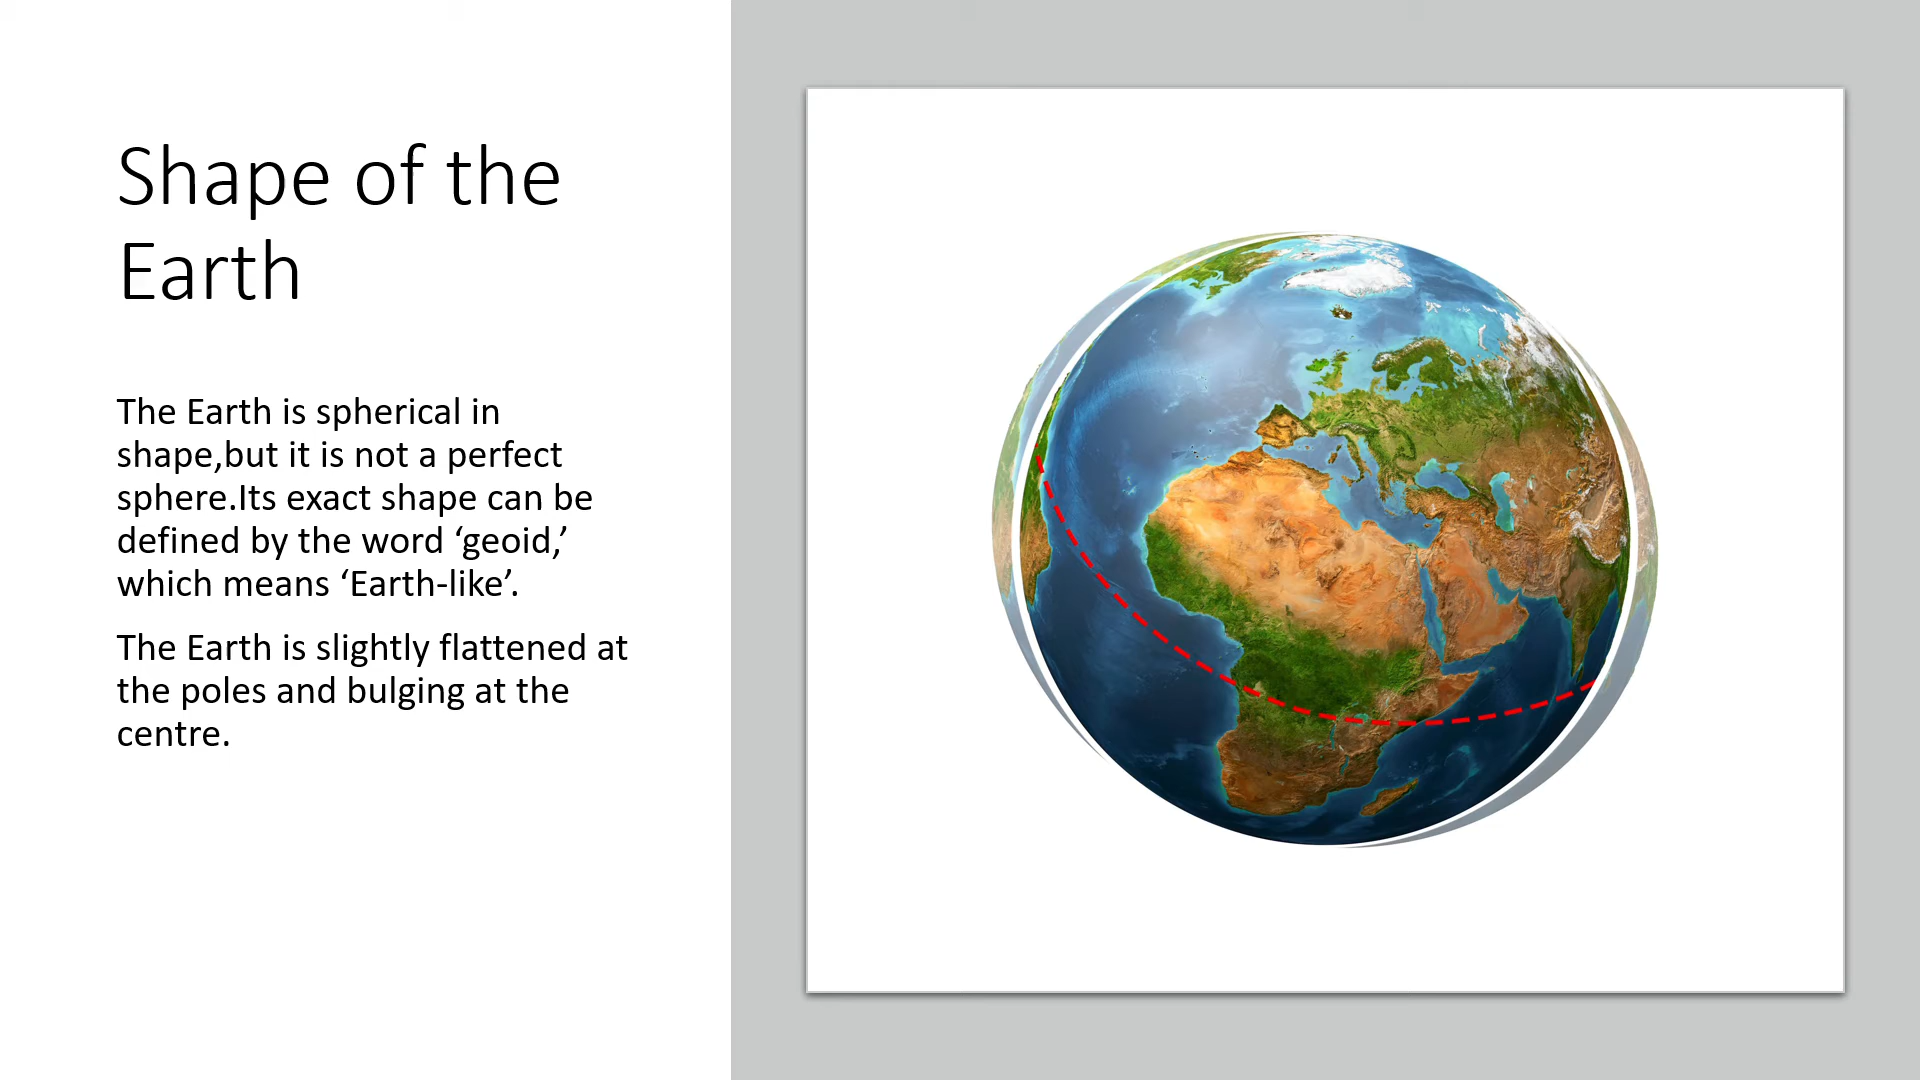 Shape of the
Earth
The Earth is spherical in
shape,but it is not a perfect
sphere.Its exact shape can be
defined by the word ‘geoid,’
which means ‘Earth-like’.
The Earth is slightly flattened at
the poles and bulging at the
centre.